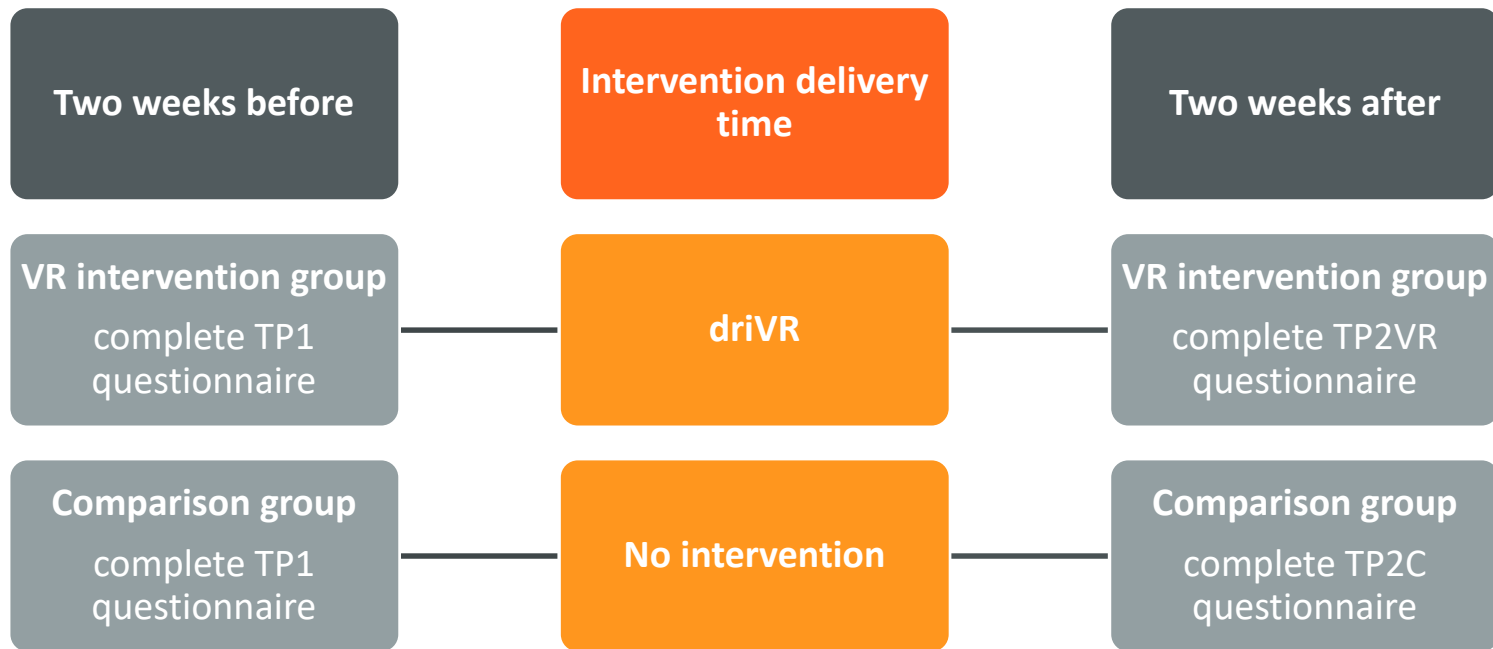 Two weeks before
Intervention delivery
time
Two weeks after
VR intervention group
complete TP1
questionnaire
driVR
VR intervention group
complete TP2VR
questionnaire
Comparison group
complete TP1
questionnaire
No intervention
Comparison group
complete TP2C
questionnaire